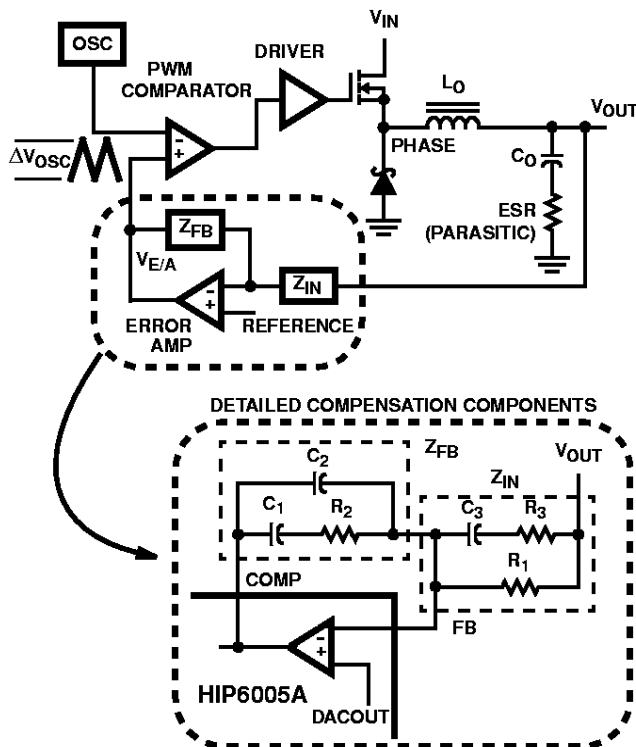 V_IN
OSC
DRIVER
PWM
COMPARATOR
L_O
V_OUT
ΔV_OSC
-
+
PHASE
C_O
ESR
(PARASITIC)
Z_FB
V_E/A
-
+
Z_IN
ERROR
AMP
REFERENCE
DETAILED COMPENSATION COMPONENTS
Z_FB
V_OUT
C_2
Z_IN
C_1
R_2
C_3
R_3
R_1
COMP
FB
-
+
HIP6005A
DACOUT